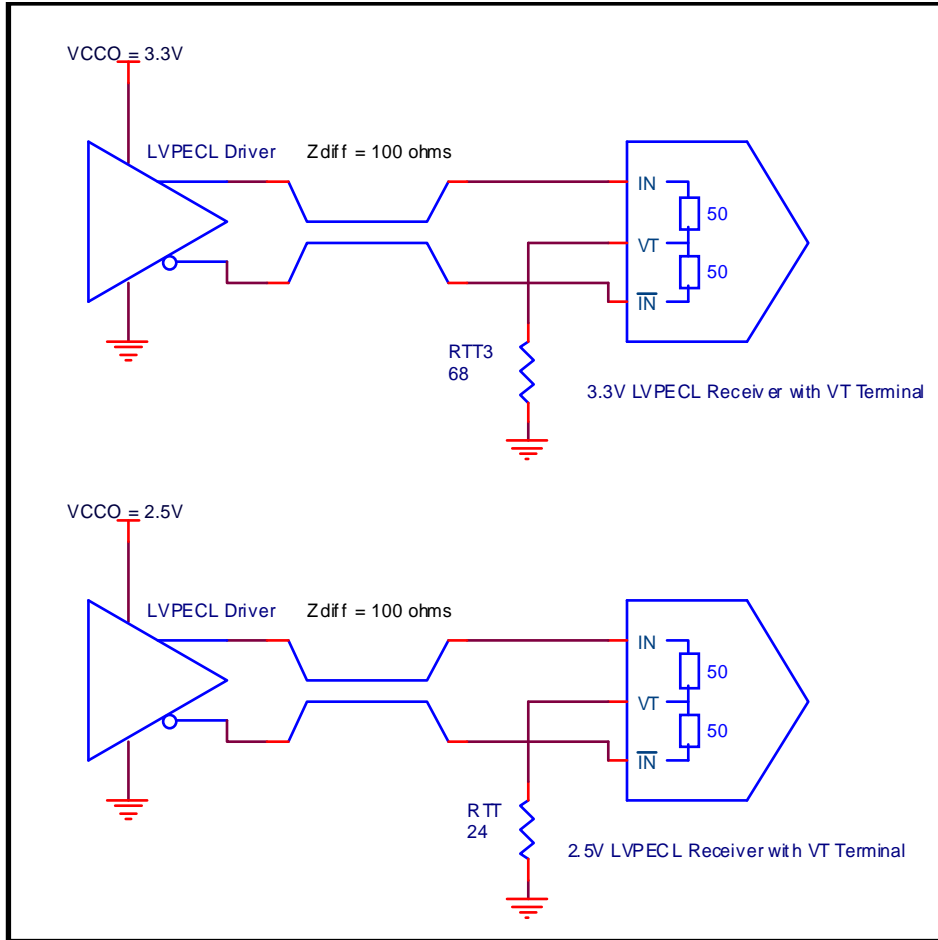 VCCO = 3.3V
LVPECL Driver Zdiff = 100 ohms
IN
50
VT
50
IN
RTT3
68
3.3V LVPECL Receiver with VT Terminal
VCCO = 2.5V
LVPECL Driver Zdiff = 100 ohms
IN
50
VT
50
IN
RTT
24
2.5V LVPECL Receiver with VT Terminal